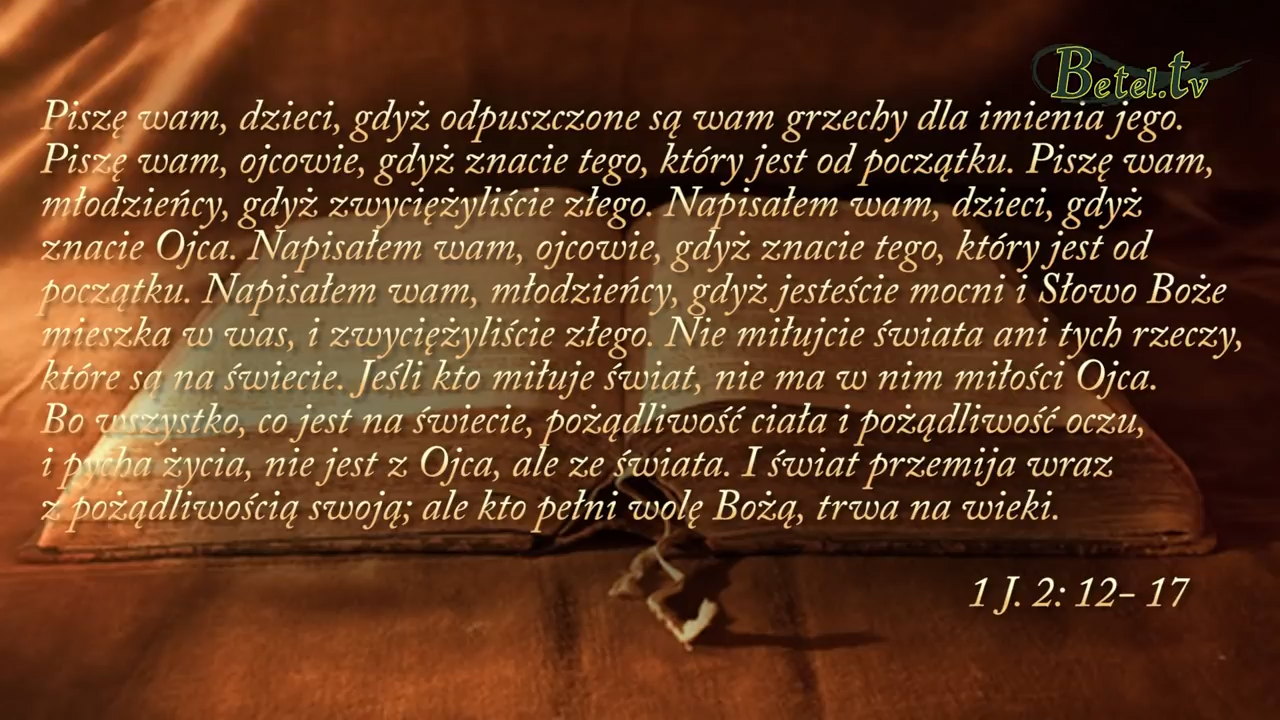 Betel.tv
Piszę wam, dzieci, gdyż odpuszczone są wam grzechy dla imienia jego.
Piszę wam, ojcowie, gdyż znacie tego, który jest od początku. Piszę wam,
młodzieńcy, gdyż zwyciężyliście złego. Napisałem wam, dzieci, gdyż
znacie Ojca. Napisałem wam, ojcowie, gdyż znacie tego, który jest od
początku. Napisałem wam, młodzieńcy, gdyż jesteście mocni i Słowo Boże
mieszka w was, i zwyciężyliście złego. Nie miłujcie świata ani tych rzeczy,
które są na świecie. Jeśli kto miłuje świat, nie ma w nim miłości Ojca.
Bo wszystko, co jest na świecie, pożądliwość ciała i pożądliwość oczu,
i pycha życia, nie jest z Ojca, ale ze świata. I świat przemija wraz
z pożądliwością swoją; ale kto pełni wolę Bożą, trwa na wieki.
1 J. 2: 12- 17